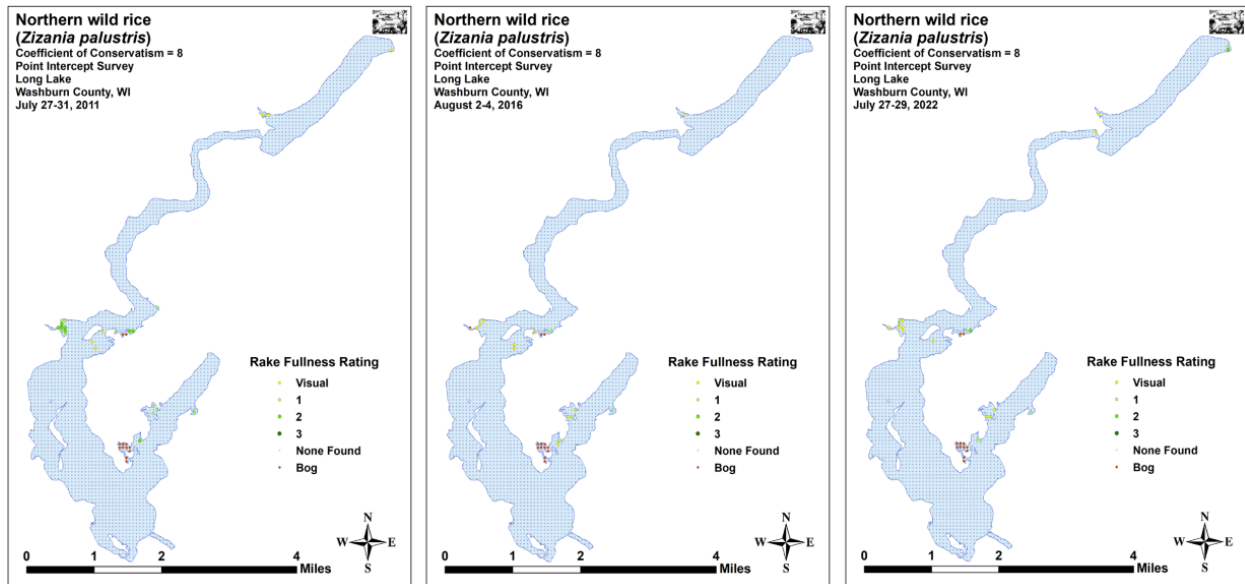 Northern wild rice
(Zizania palustris)
Coefficient of Conservatism = 8
Point Intercept Survey
Long Lake
Washburn County, WI
July 27-31, 2011
Rake Fullness Rating
Visual
1
2
3
None Found
Bog
N
W E
S
0 1 2 4
Miles
Northern wild rice
(Zizania palustris)
Coefficient of Conservatism = 8
Point Intercept Survey
Long Lake
Washburn County, WI
August 2-4, 2016
Rake Fullness Rating
Visual
1
2
3
None Found
Bog
N
W E
S
0 1 2 4
Miles
Northern wild rice
(Zizania palustris)
Coefficient of Conservatism = 8
Point Intercept Survey
Long Lake
Washburn County, WI
July 27-29, 2022
Rake Fullness Rating
Visual
1
2
3
None Found
Bog
N
W E
S
0 1 2 4
Miles